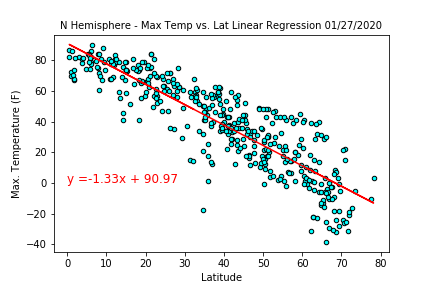 N Hemisphere - Max Temp vs. Lat Linear Regression 01/27/2020
Max. Temperature (F)
80
60
40
20
0
−20
−40
y =-1.33x + 90.97
0 10 20 30 40 50 60 70 80
Latitude